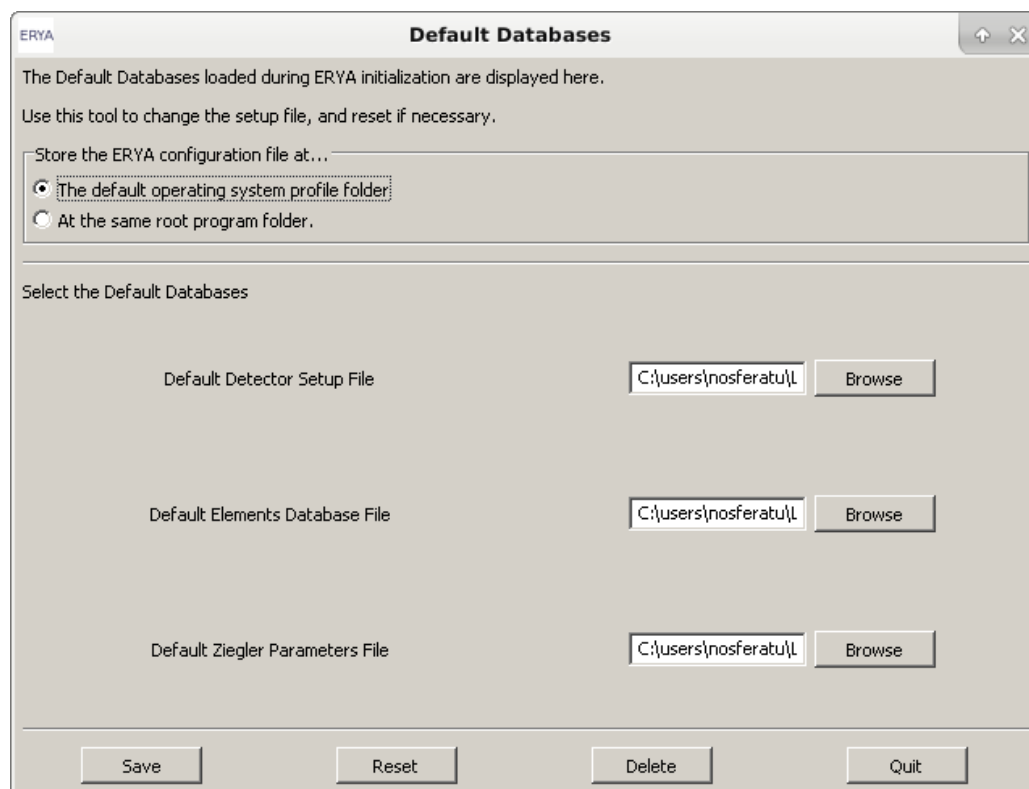 ERYA
Default Databases
The Default Databases loaded during ERYA initialization are displayed here.
Use this tool to change the setup file, and reset if necessary.
Store the ERYA configuration file at...
The default operating system profile folder
At the same root program folder.
Select the Default Databases
Default Detector Setup File C:\users\nosferatu\L Browse
Default Elements Database File C:\users\nosferatu\L Browse
Default Ziegler Parameters File C:\users\nosferatu\L Browse
Save Reset Delete Quit